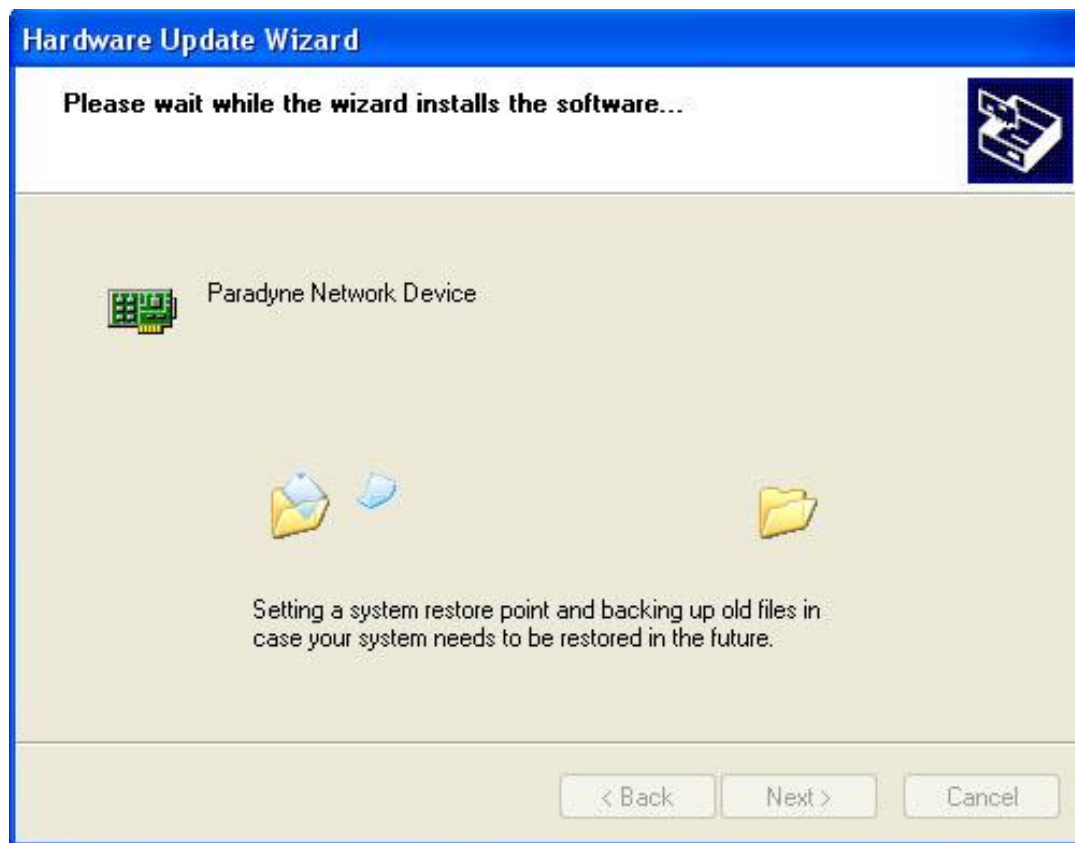 Hardware Update Wizard
Please wait while the wizard installs the software...
Paradyne Network Device
Setting a system restore point and backing up old files in
case your system needs to be restored in the future.
< Back
Next >
Cancel